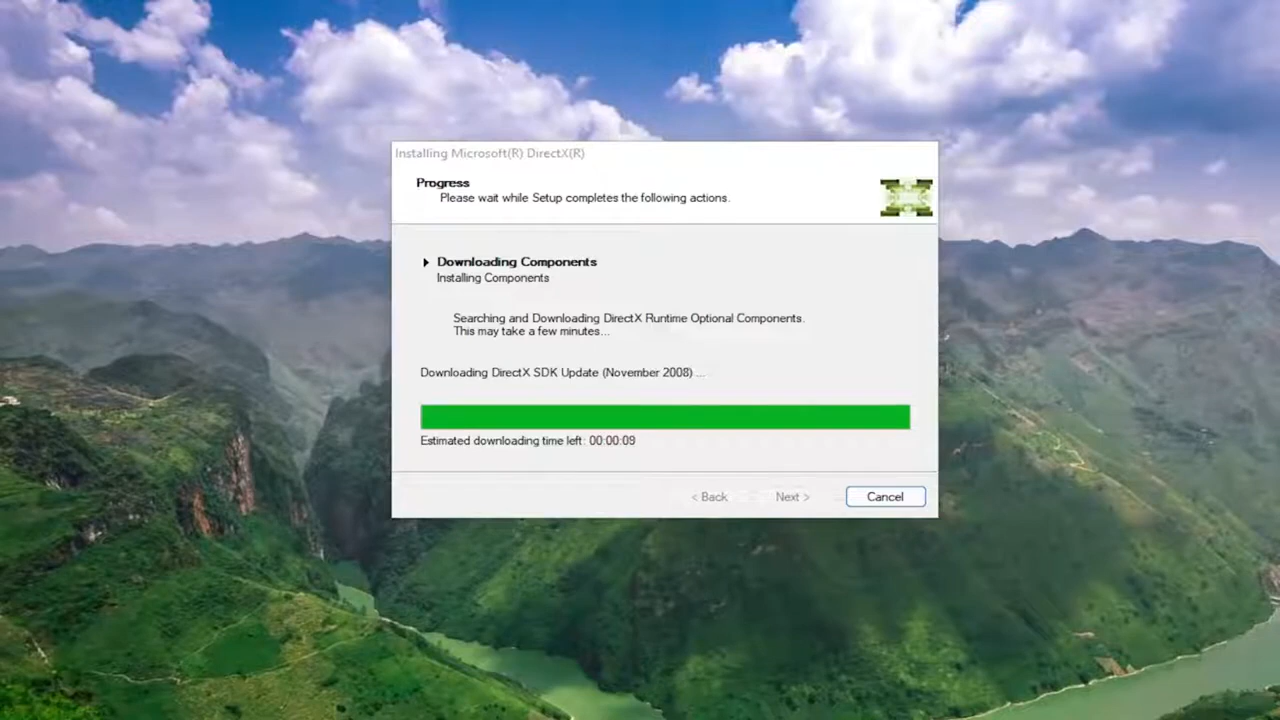 Installing Microsoft(R) DirectX(R)
Progress
Please wait while Setup completes the following actions.
Downloading Components
Installing Components
Searching and Downloading DirectX Runtime Optional Components.
This may take a few minutes...
Downloading DirectX SDK Update (November 2008) ...
Estimated downloading time left: 00:00:09
< Back Next > Cancel